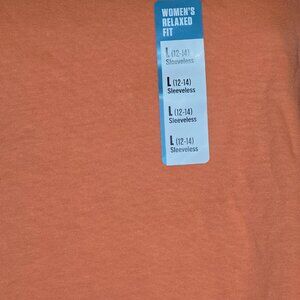 WOMEN'S
RELAXED
FIT
L (12-14)
Sleeveless
L (12-14)
Sleeveless
L (12-14)
Sleeveless
L (12-14)
Sleeveless